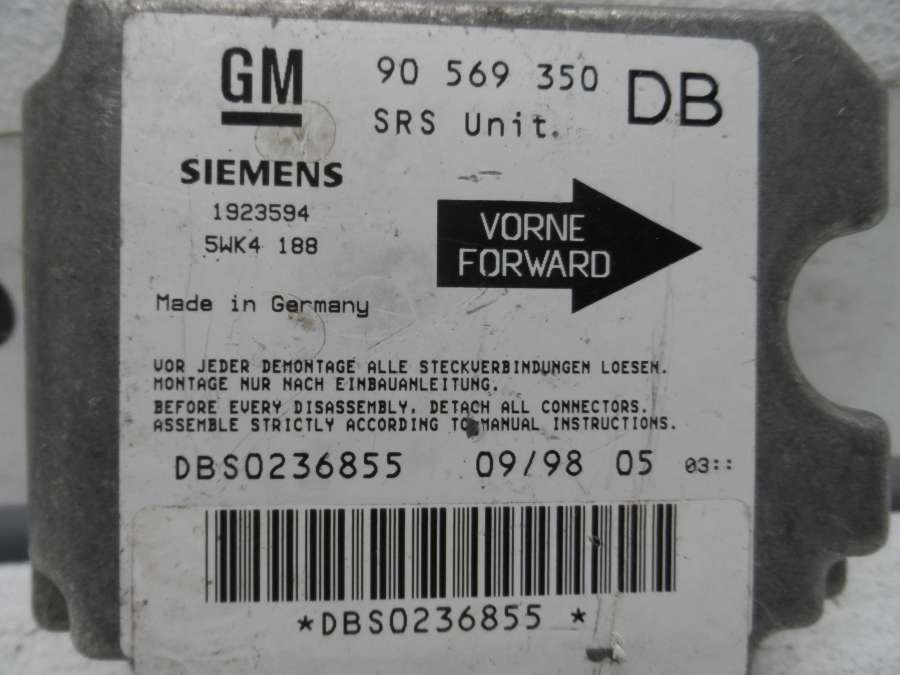 GM
90 569 350 DB
SRS Unit.
SIEMENS
1923594
5WK4 188
VORNE
FORWARD
Made in Germany
VOR JEDER DEMONTAGE ALLE STECKVERBINDUNGEN LOESEN.
MONTAGE NUR NACH EINBAUANLEITUNG.
BEFORE EVERY DISASSEMBLY, DETACH ALL CONNECTORS.
ASSEMBLE STRICTLY ACCORDING TO MANUAL INSTRUCTIONS.
DBS0236855 09/98 05 03::
*DBS0236855 *